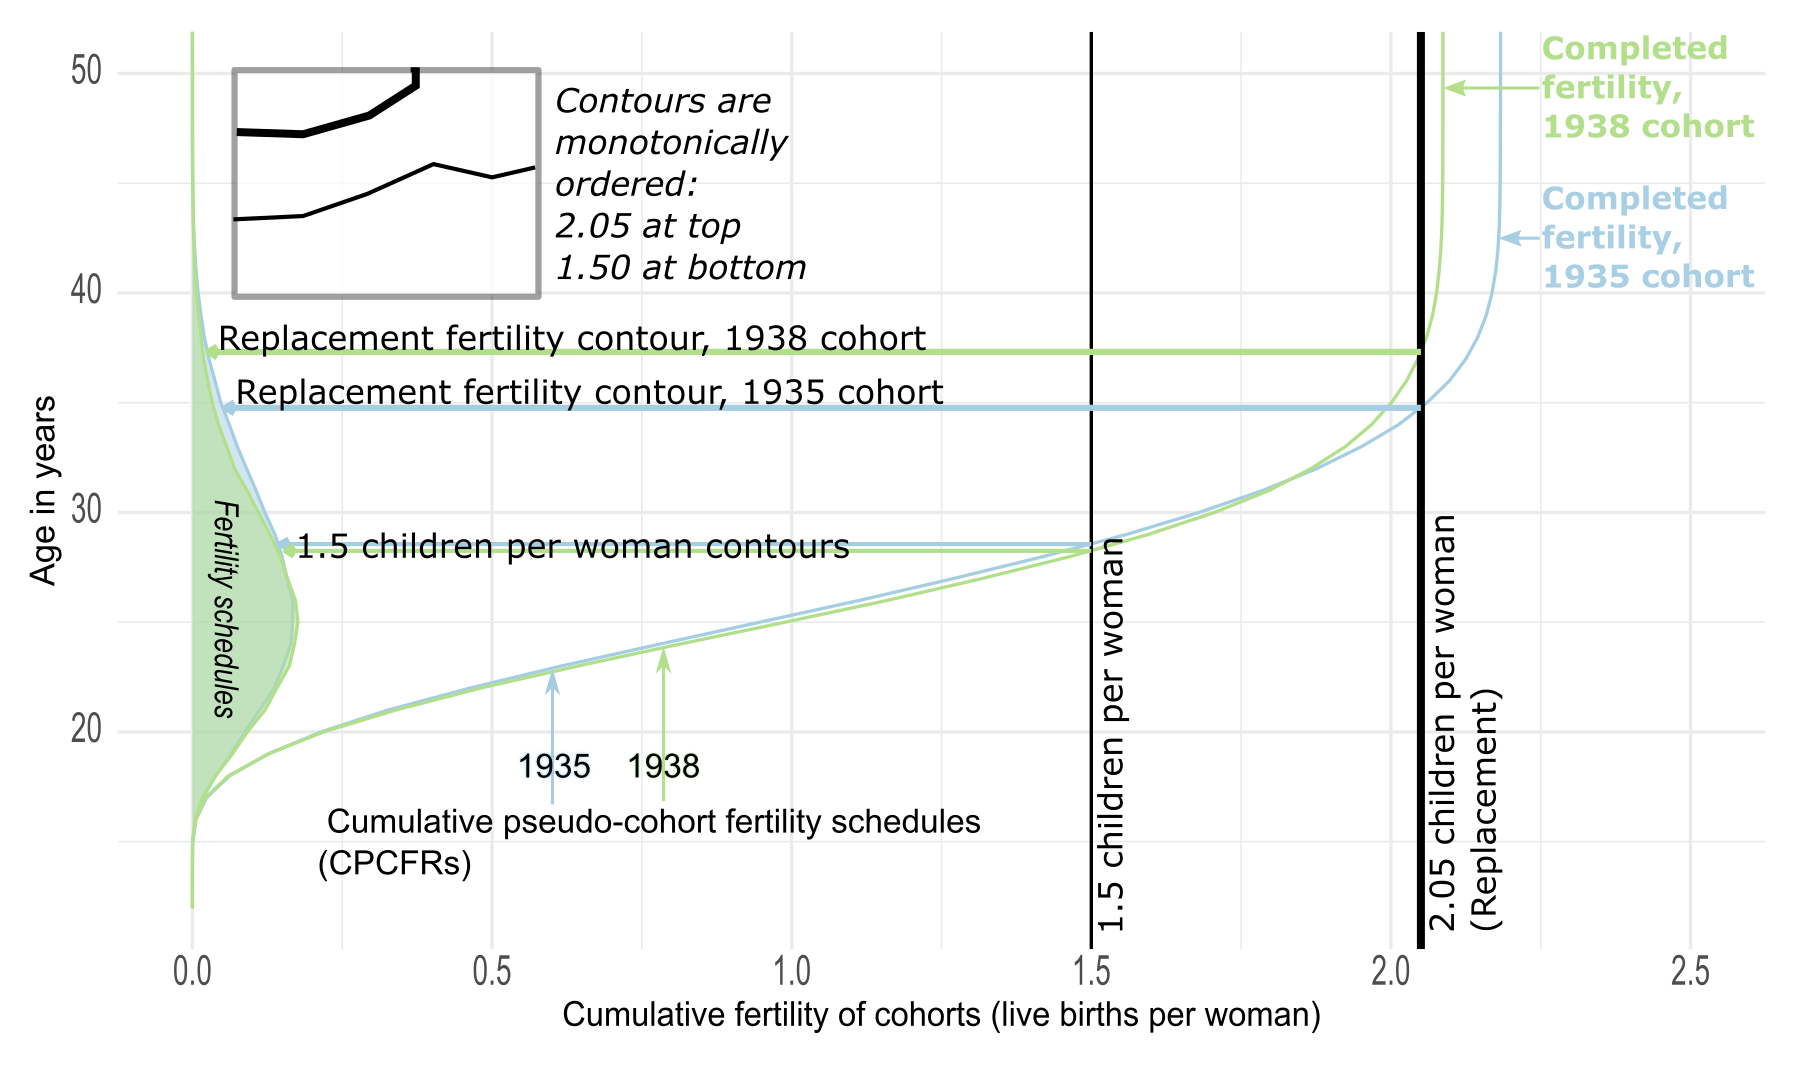 Completed
fertility,
1938 cohort
Completed
fertility,
1935 cohort
Contours are
monotonically
ordered:
2.05 at top
1.50 at bottom
Replacement fertility contour, 1938 cohort
Replacement fertility contour, 1935 cohort
1.5 children per woman contours
Fertility schedules
1935
1938
Cumulative pseudo-cohort fertility schedules
(CPCFRs)
1.5 children per woman
2.05 children per woman
(Replacement)
Age in years
50
40
30
20
0.0
0.5
1.0
1.5
2.0
2.5
Cumulative fertility of cohorts (live births per woman)